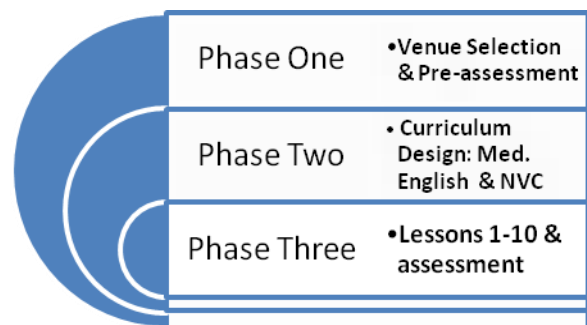 Phase One
•Venue Selection
& Pre-assessment
Phase Two
• Curriculum
Design: Med.
English & NVC
Phase Three
•Lessons 1-10 &
assessment